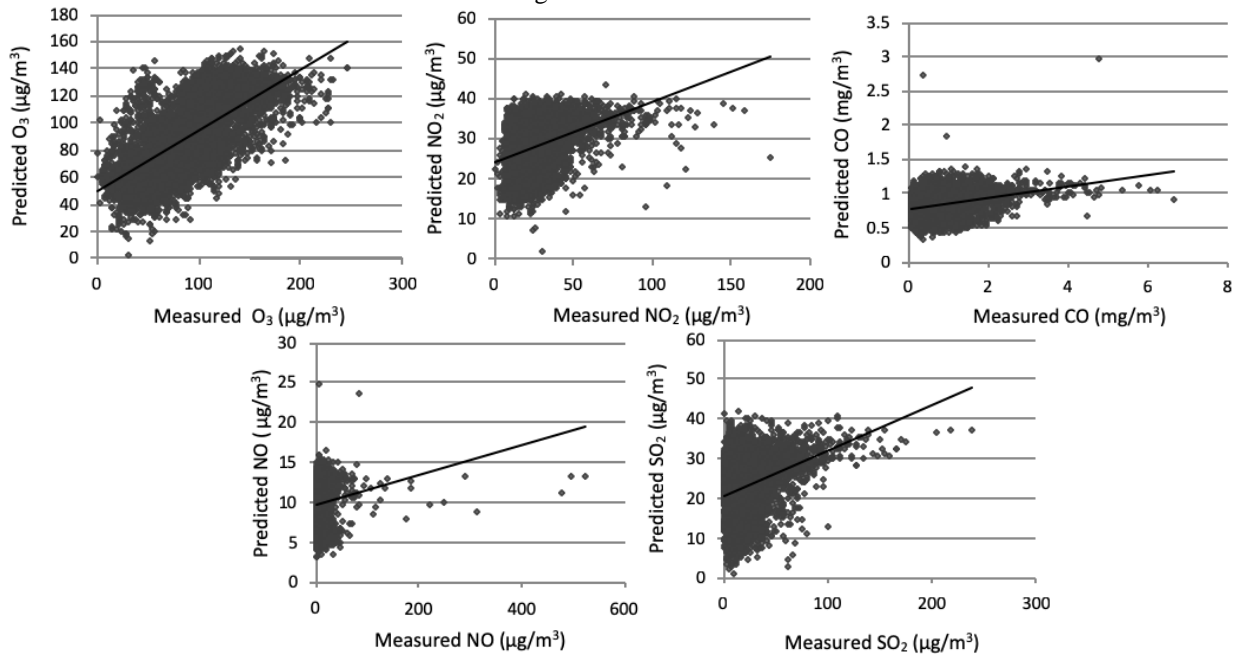 Predicted O3 (μg/m3)
180
160
140
120
100
80
60
40
20
0
0 100 200 300
Measured O3 (μg/m3)
Predicted NO2 (μg/m3)
60
50
40
30
20
10
0
0 50 100 150 200
Measured NO2 (μg/m3)
Predicted CO (mg/m3)
3.5
3
2.5
2
1.5
1
0.5
0
0 2 4 6 8
Measured CO (mg/m3)
Predicted NO (μg/m3)
30
25
20
15
10
5
0
0 200 400 600
Measured NO (μg/m3)
Predicted SO2 (μg/m3)
60
50
40
30
20
10
0
0 100 200 300
Measured SO2 (μg/m3)